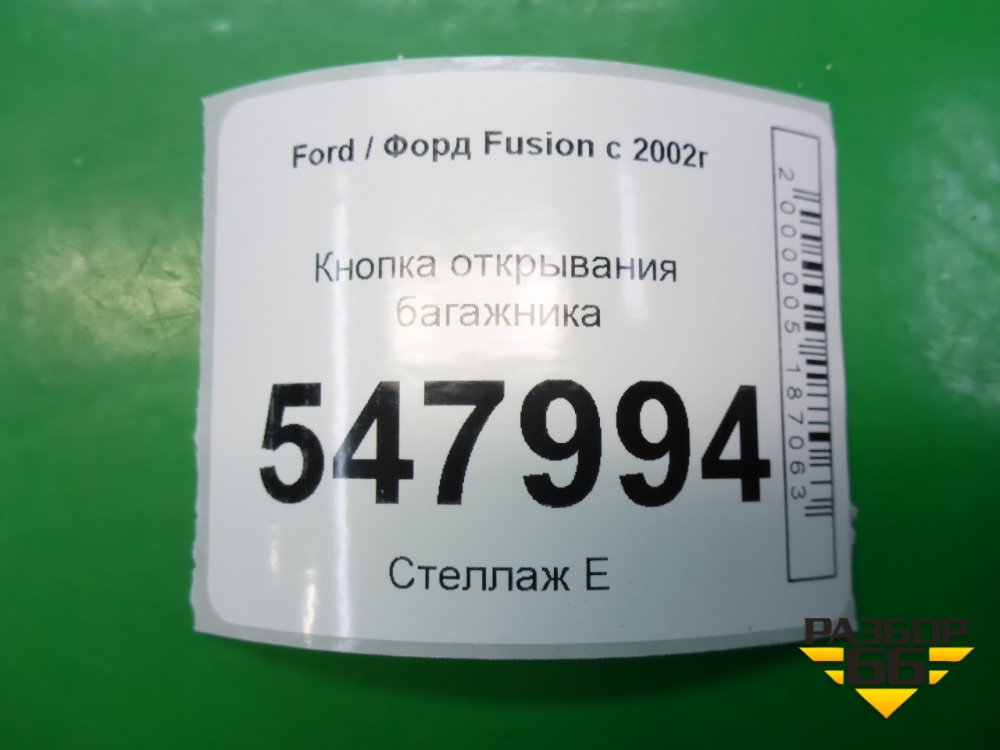 Ford / Форд Fusion с 2002г
Кнопка открывания
багажника
547994
Стеллаж Е
2000005187063
РАЗБОР
66